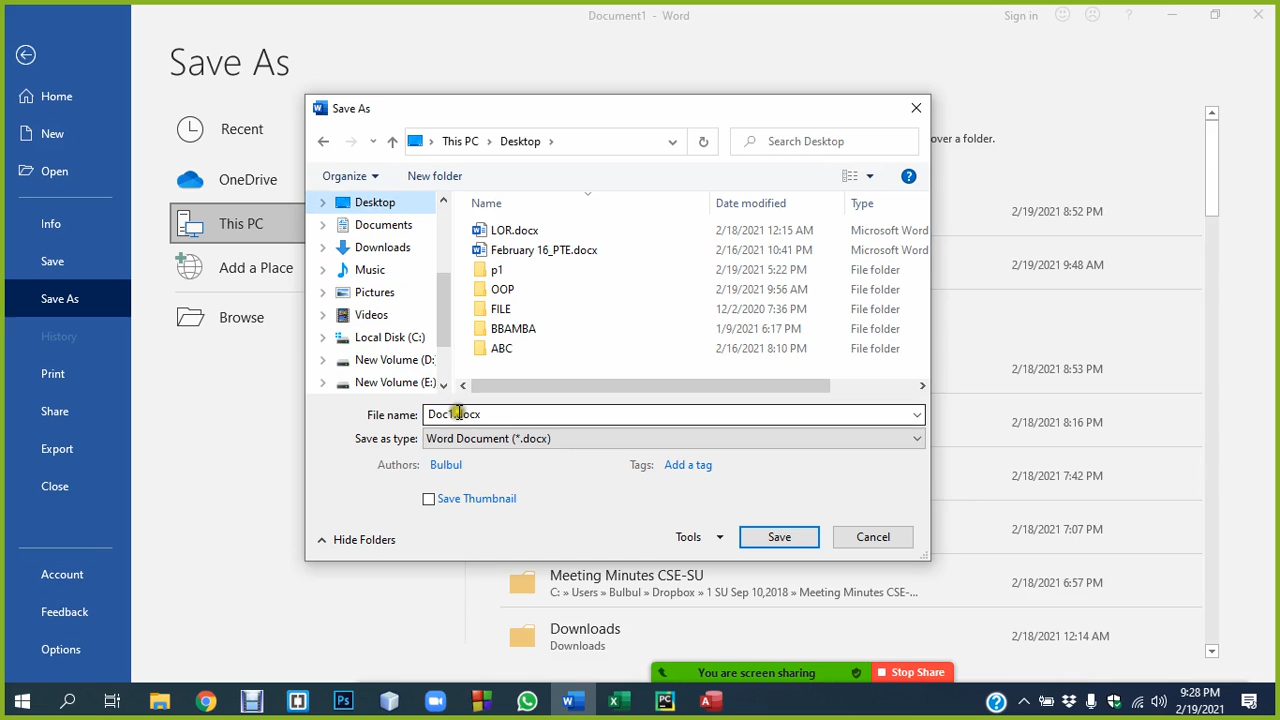 Document1 - Word
Sign in
?
Save As
Home
New
Open
Info
Save
Save As
History
Print
Share
Export
Close
Account
Feedback
Options
Recent
OneDrive
This PC
Add a Place
Browse
Save As
This PC > Desktop >
Search Desktop
Organize
New folder
?
Desktop
Documents
Downloads
Music
Pictures
Videos
Local Disk (C:)
New Volume (D:
New Volume (E:)
Name Date modified Type
LOR.docx 2/18/2021 12:15 AM Microsoft Word
February 16_PTE.docx 2/16/2021 10:41 PM Microsoft Word
p1 2/19/2021 5:22 PM File folder
OOP 2/19/2021 9:56 AM File folder
FILE 12/2/2020 7:36 PM File folder
BBAMBA 1/9/2021 6:17 PM File folder
ABC 2/16/2021 8:10 PM File folder
File name: Doc1.docx
Save as type: Word Document (*.docx)
Authors: Bulbul Tags: Add a tag
Save Thumbnail
Hide Folders Tools Save Cancel
over a folder.
2/19/2021 8:52 PM
2/19/2021 9:48 AM
2/18/2021 8:53 PM
2/18/2021 8:16 PM
2/18/2021 7:42 PM
2/18/2021 7:07 PM
Meeting Minutes CSE-SU 2/18/2021 6:57 PM
C: » Users » Bulbul » Dropbox » 1 SU Sep 10,2018 » Meeting Minutes CSE-...
Downloads 2/18/2021 12:14 AM
Downloads
You are screen sharing Stop Share
Ps
9:28 PM
2/19/2021